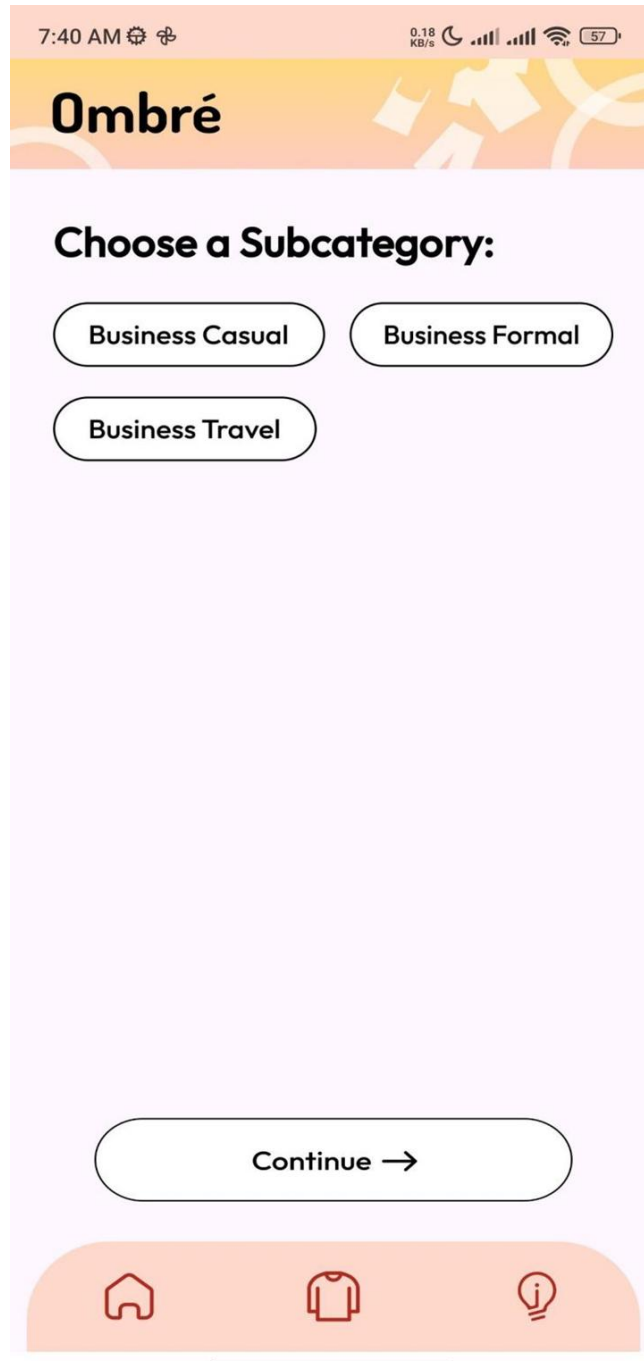 7:40 AM
0.18
KB/s
57
Ombré
Choose a Subcategory:
Business Casual
Business Formal
Business Travel
Continue →